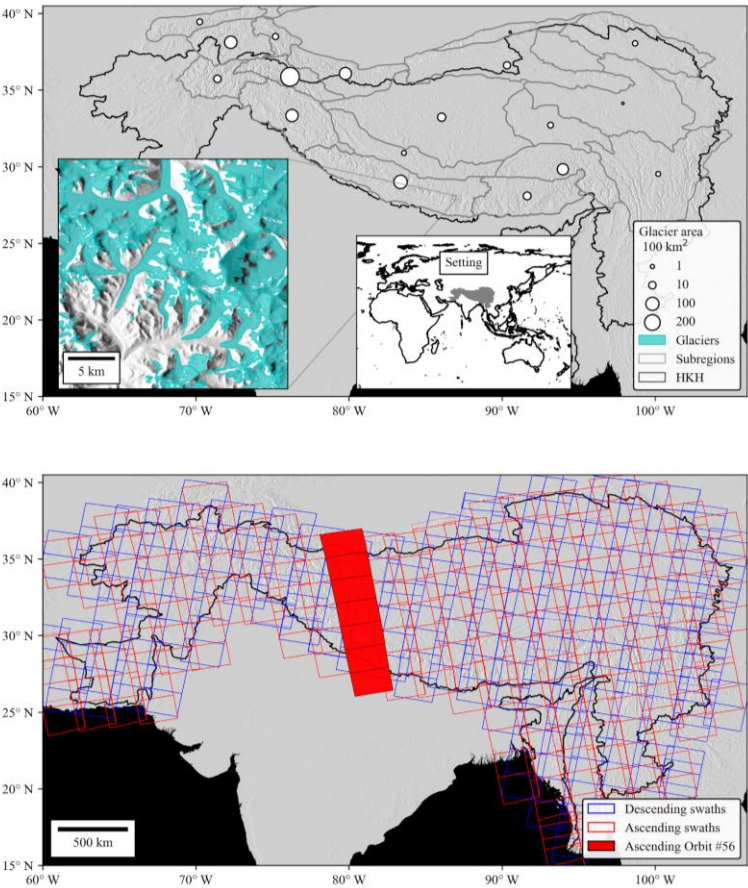 40° N
35° N
30° N
25° N
20° N
15° N
60° W
70° W
80° W
90° W
100° W
5 km
Setting
Glacier area
100 km²
1
10
100
200
Glaciers
Subregions
HKH
40° N
35° N
30° N
25° N
20° N
15° N
60° W
70° W
80° W
90° W
100° W
500 km
Descending swaths
Ascending swaths
Ascending Orbit #56